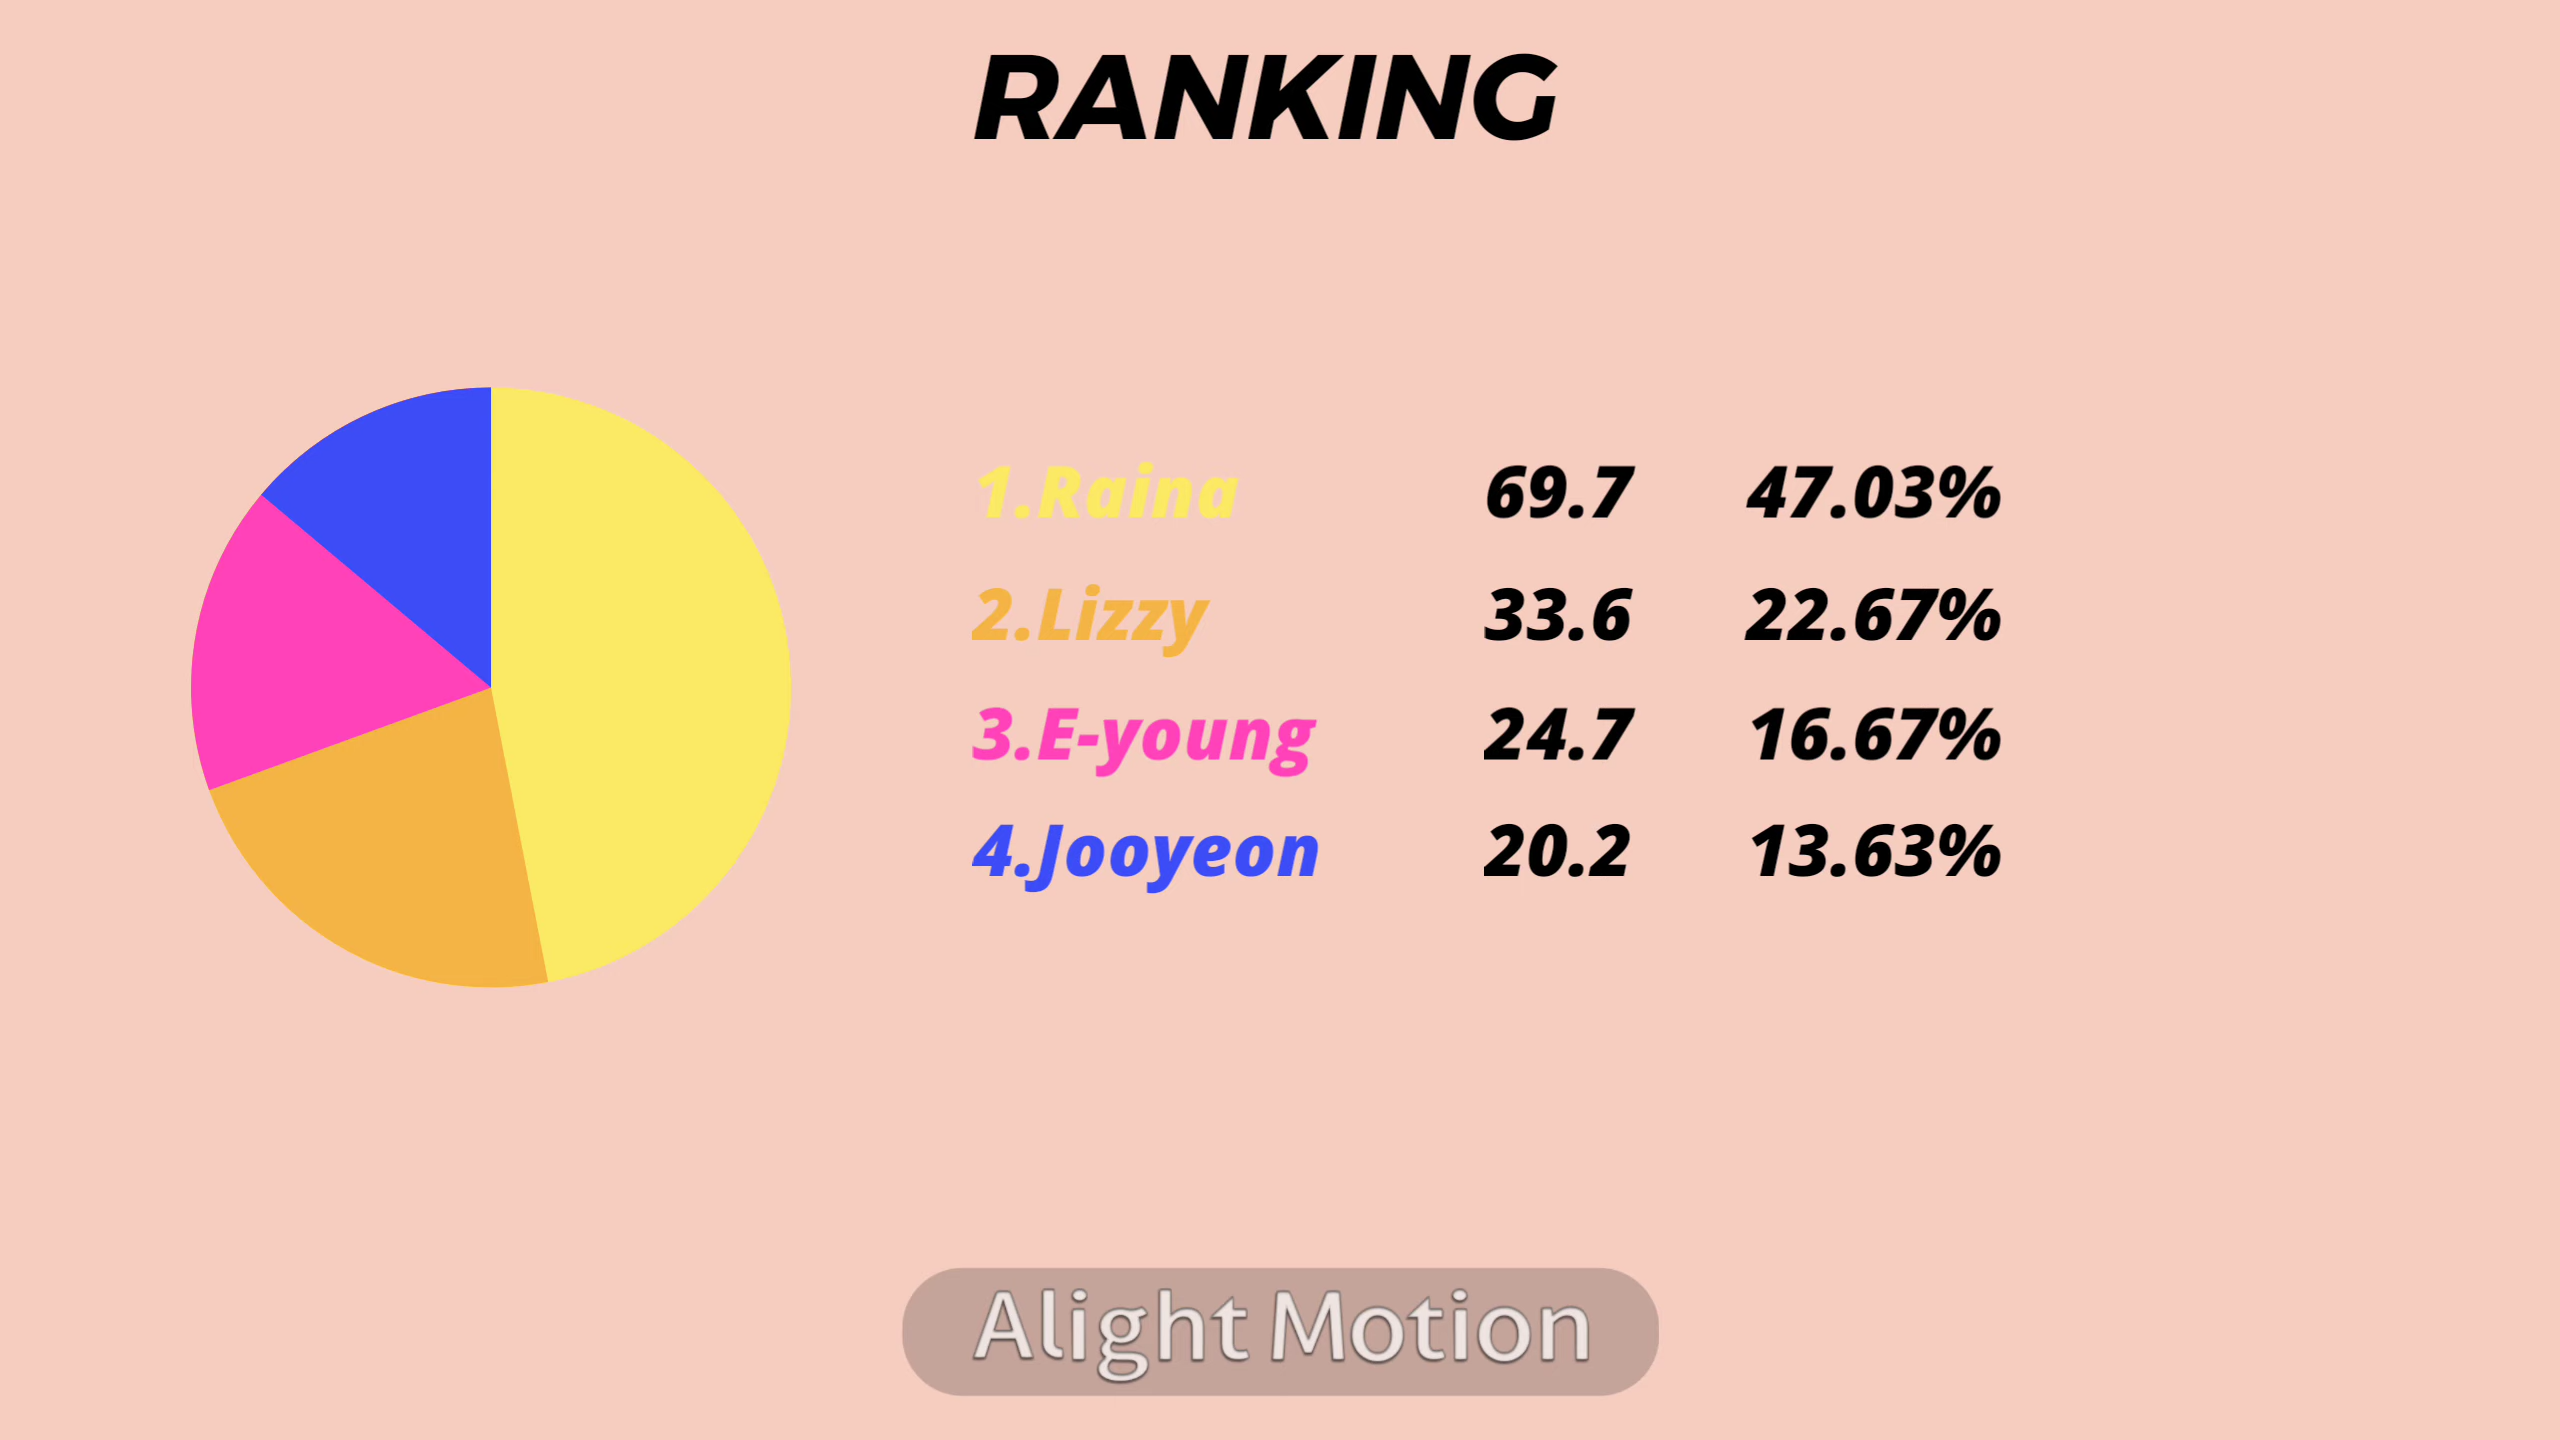 RANKING
1.Raina 69.7 47.03%
2.Lizzy 33.6 22.67%
3.E-young 24.7 16.67%
4.Jooyeon 20.2 13.63%
Alight Motion